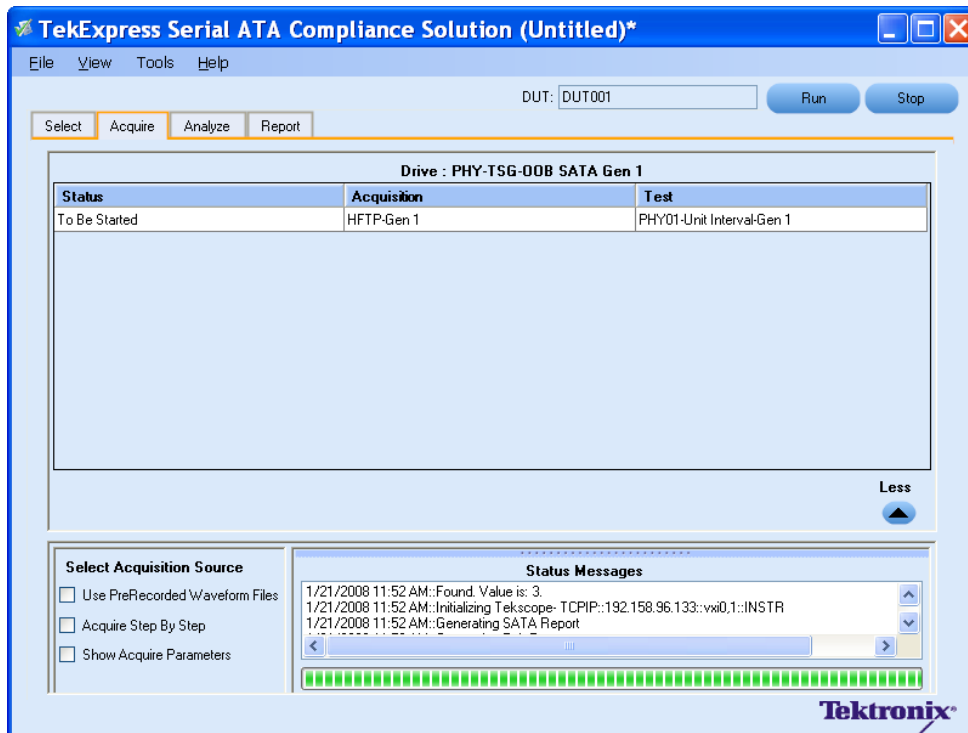 TekExpress Serial ATA Compliance Solution (Untitled)*
File View Tools Help
DUT: DUT001 Run Stop
Select Acquire Analyze Report
Drive : PHY-TSG-OOB SATA Gen 1
Status Acquisition Test
To Be Started HFTP-Gen 1 PHY01-Unit Interval-Gen 1
Less
Select Acquisition Source
Use PreRecorded Waveform Files
Acquire Step By Step
Show Acquire Parameters
Status Messages
1/21/2008 11:52 AM::Found. Value is: 3.
1/21/2008 11:52 AM::Initializing Tekscope- TCPIP::192.158.96.133::vxi0,1::INSTR
1/21/2008 11:52 AM::Generating SATA Report
Tektronix